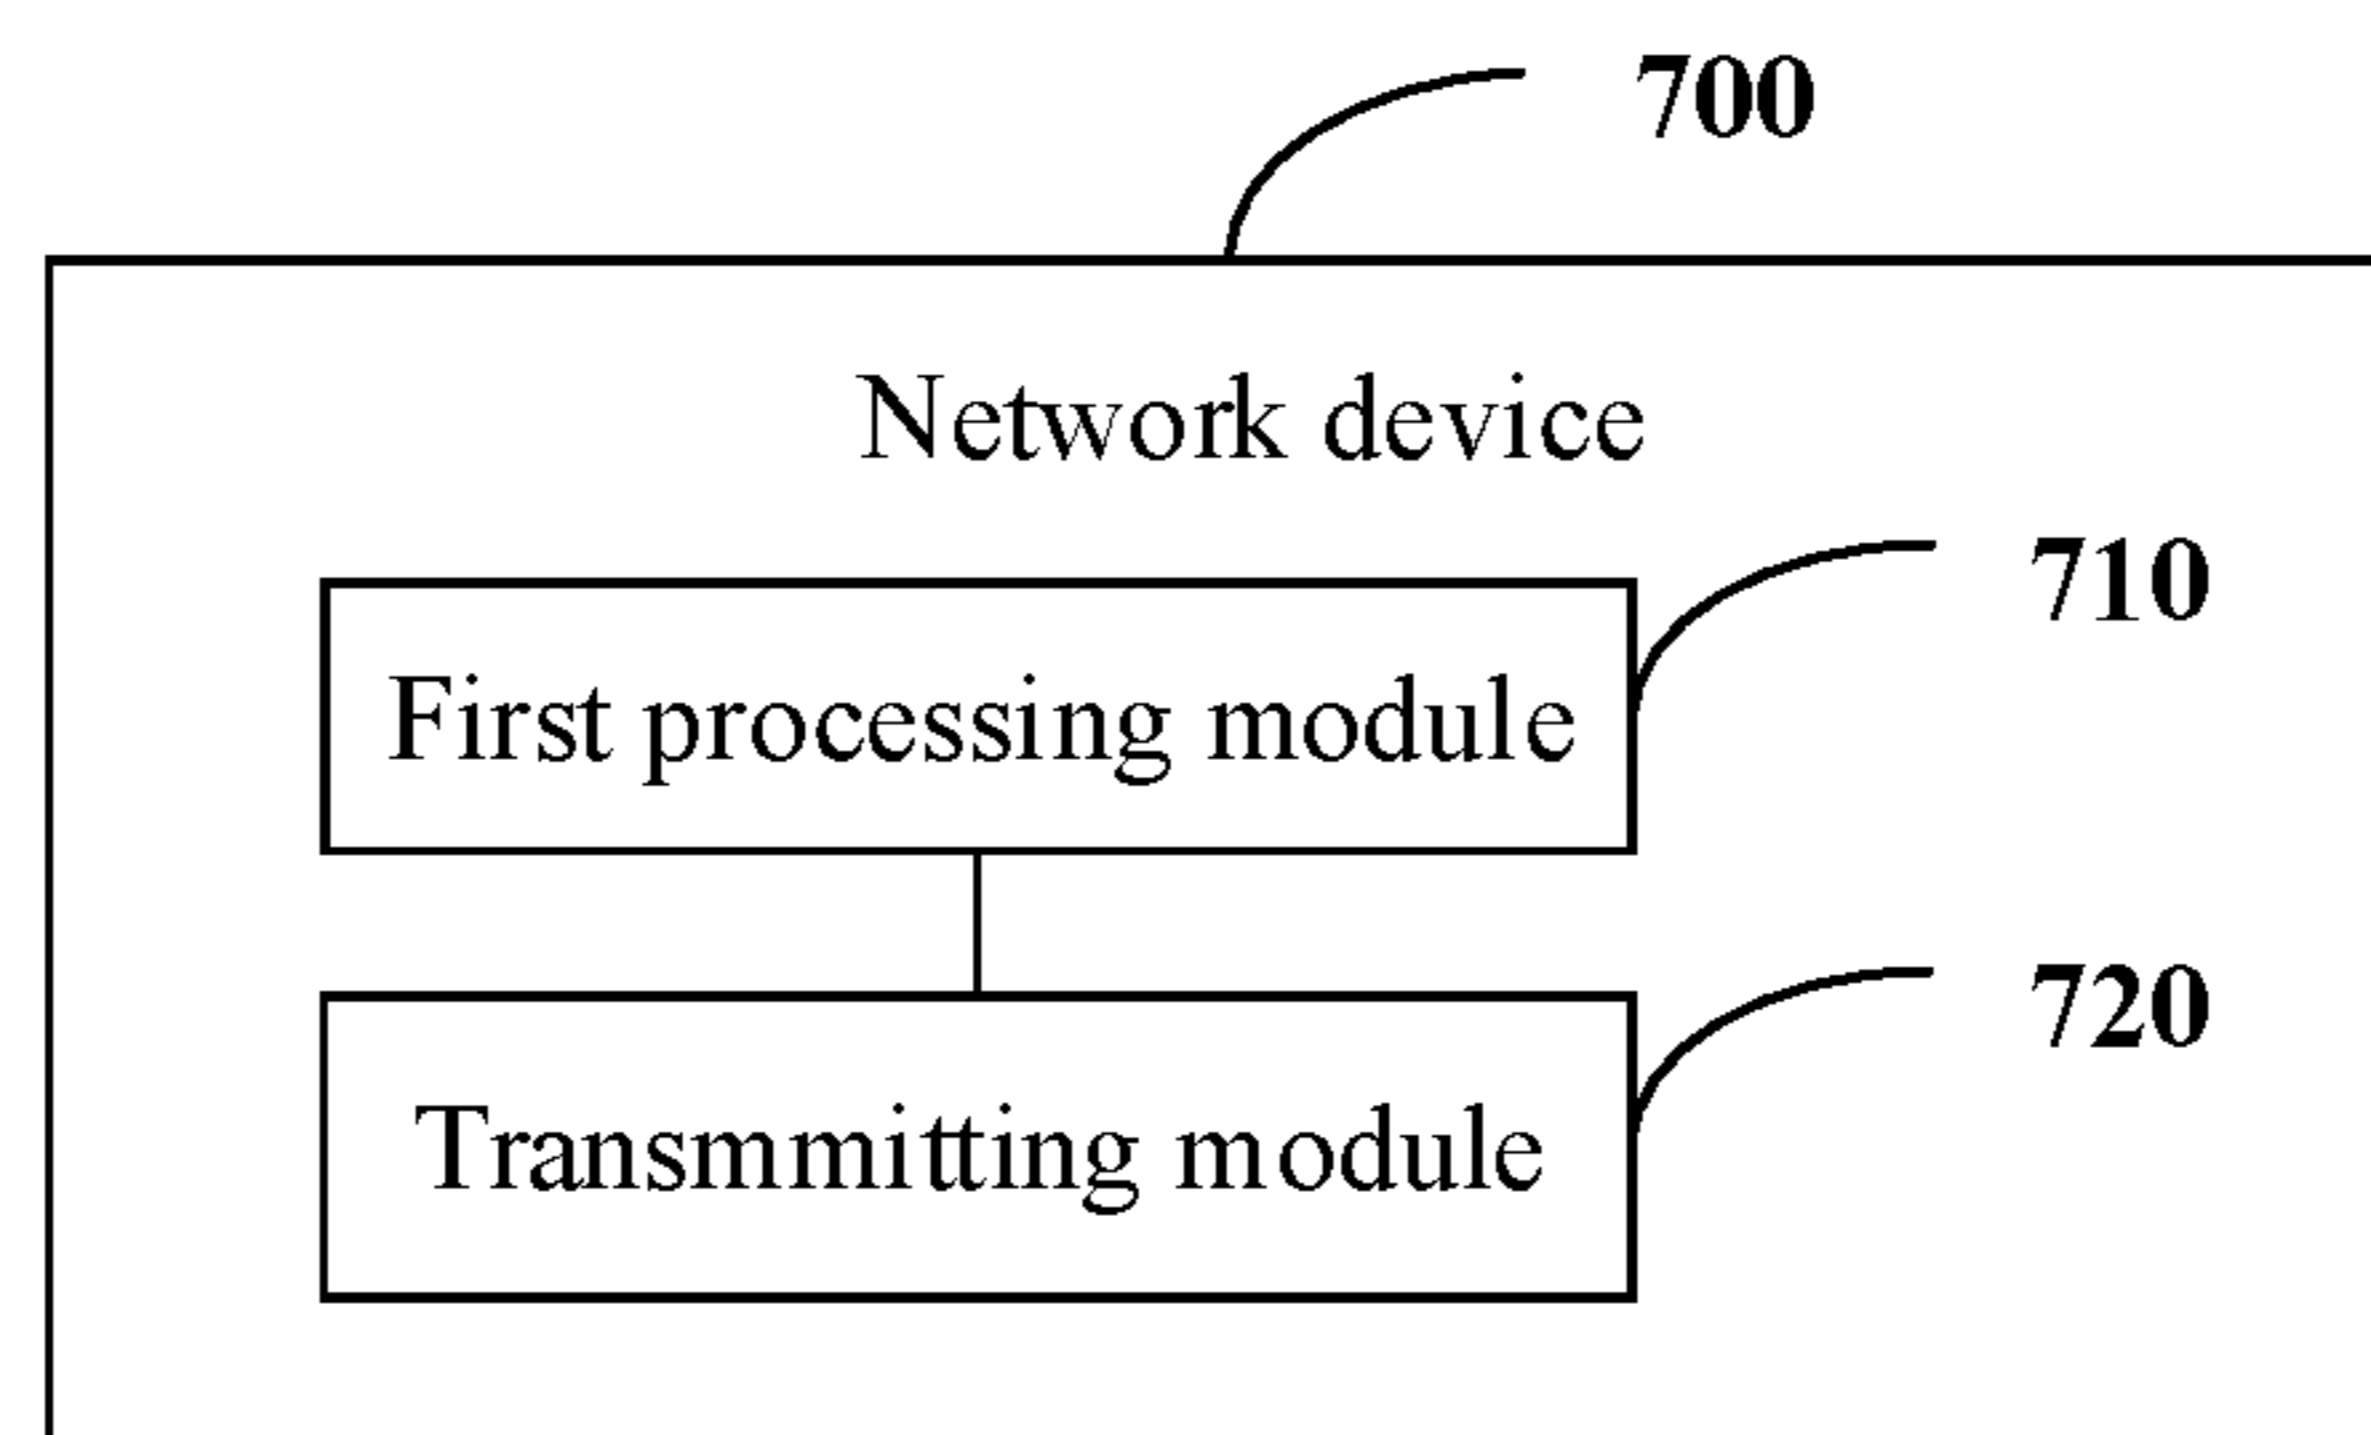 700
Network device
710
First processing module
720
Transmmitting module